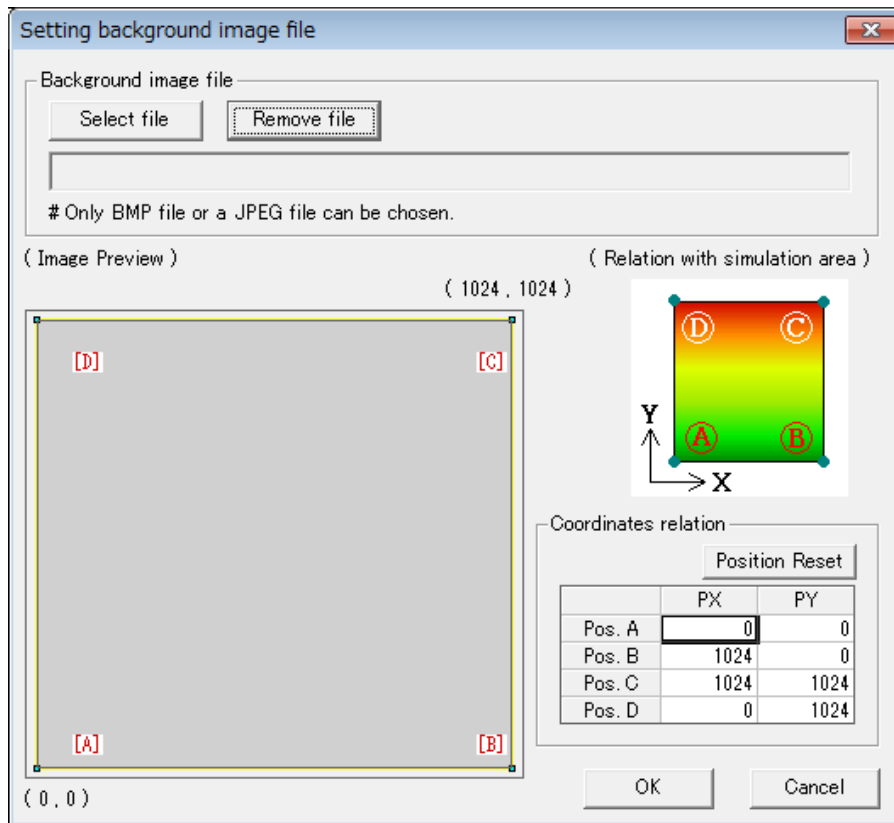 Setting background image file
Background image file
Select file
Remove file
# Only BMP file or a JPEG file can be chosen.
( Image Preview )
( Relation with simulation area )
( 1024 , 1024 )
[D]
[C]
[A]
[B]
( 0 , 0 )
D
C
Y
A
B
X
Coordinates relation
Position Reset
PX PY
Pos. A 0 0
Pos. B 1024 0
Pos. C 1024 1024
Pos. D 0 1024
OK
Cancel